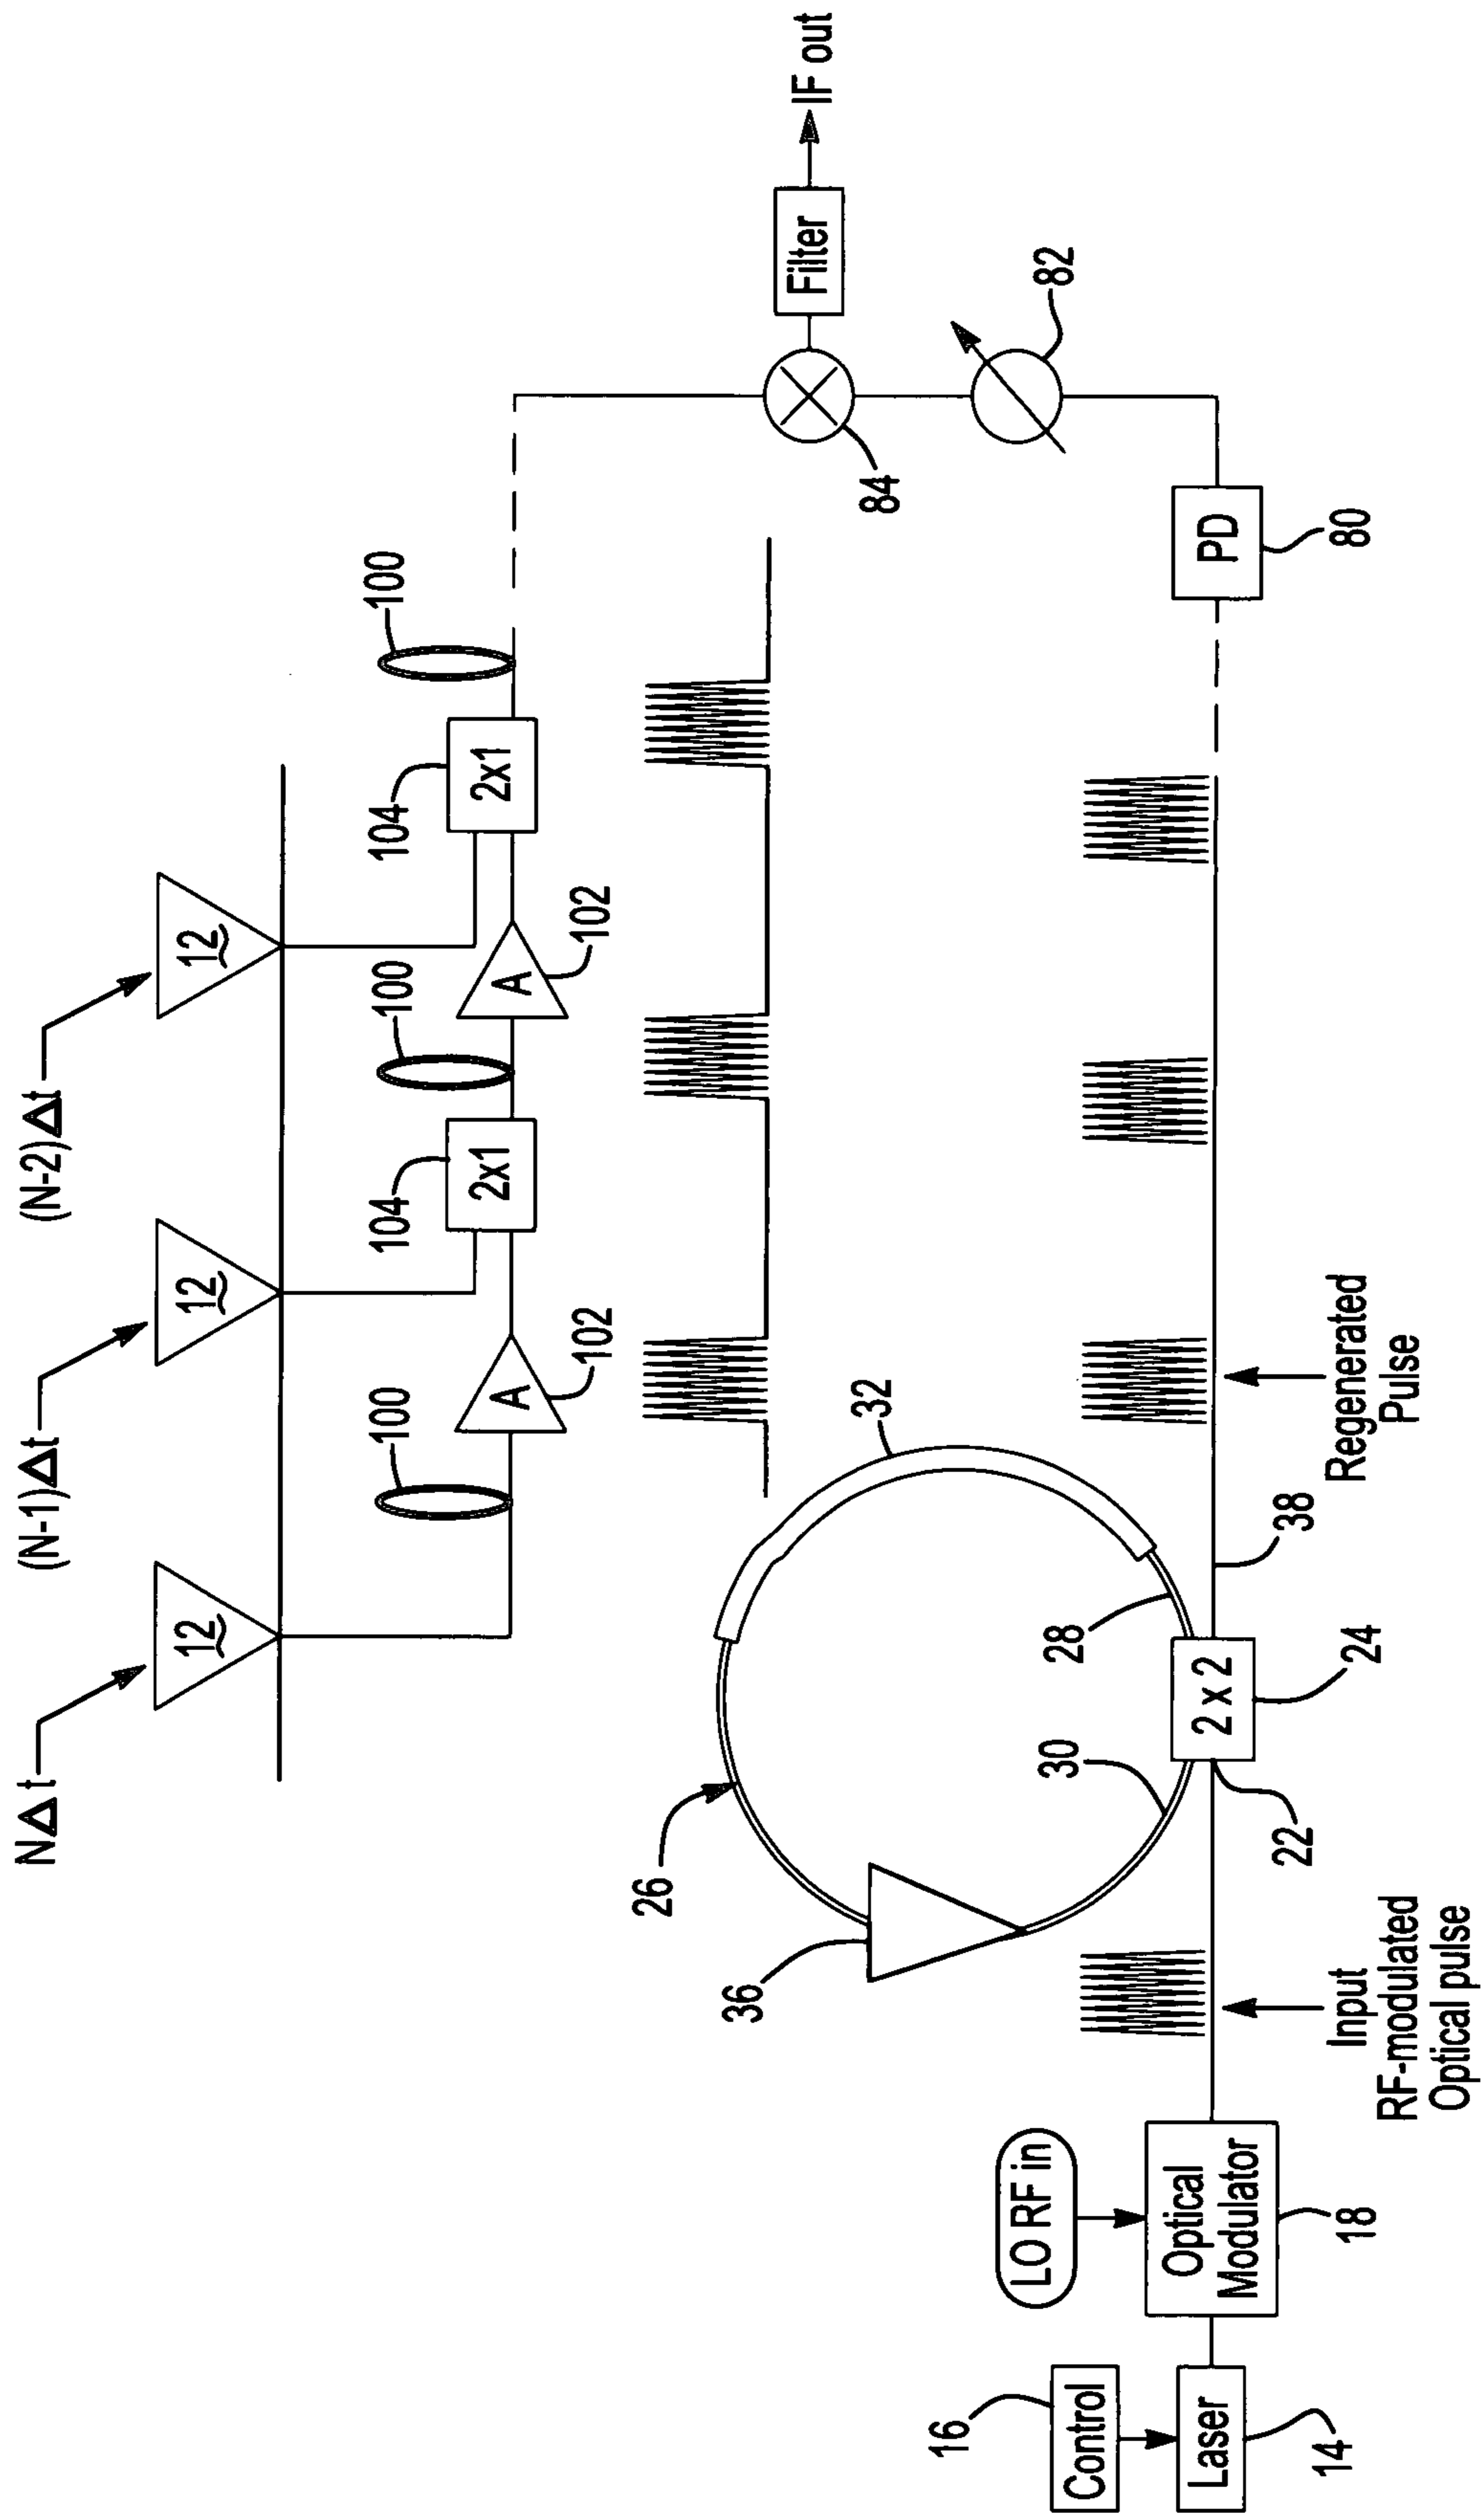 NΔt
(N-1)Δt
(N-2)Δt
12
12
12
100
100
100
A
102
A
102
104
2x1
104
2x1
84
Filter
IF out
82
PD
80
26
36
32
28
30
2 x 2
24
22
38
Regenerated
Pulse
Input
RF-modulated
Optical pulse
LO RF in
Optical
Modulator
18
16
Control
Laser
14